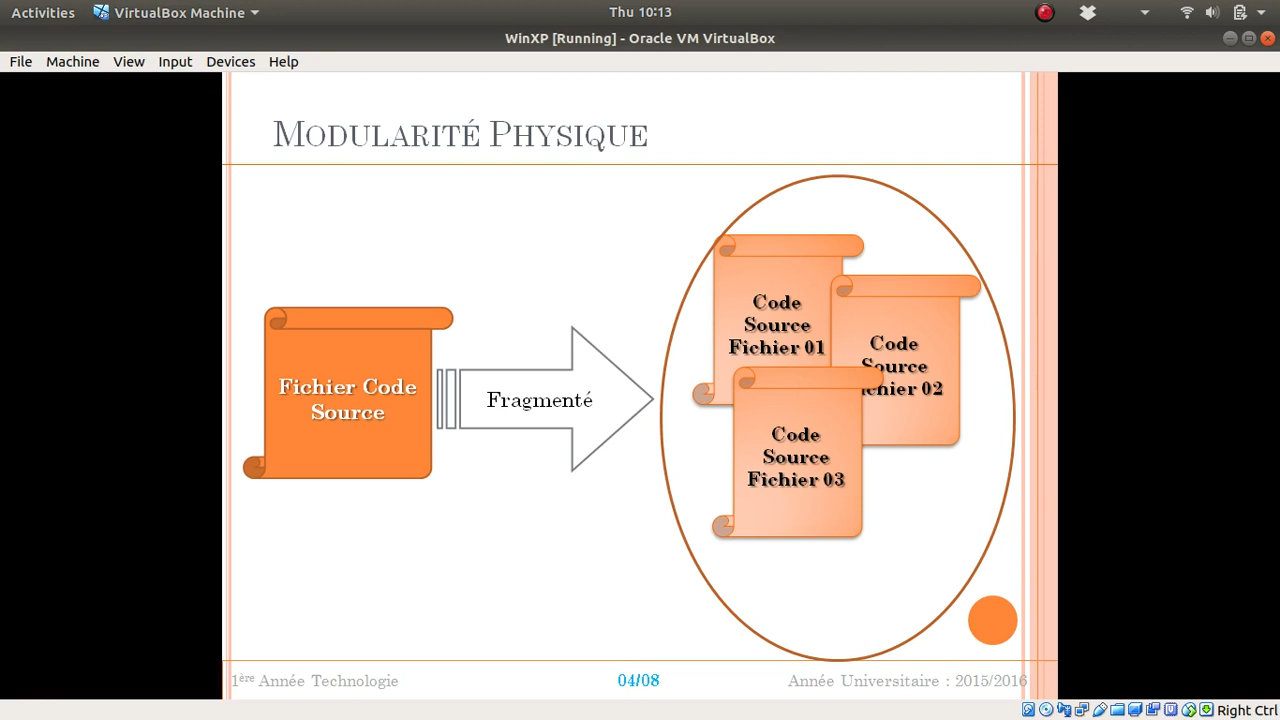 Activities VirtualBox Machine Thu 10:13
WinXP [Running] - Oracle VM VirtualBox
File Machine View Input Devices Help
MODULARITÉ PHYSIQUE
Fichier Code
Source
Fragmenté
Code
Source
Fichier 01
Code
Source
chier 02
Code
Source
Fichier 03
1ère Année Technologie 04/08 Année Universitaire : 2015/2016
Right Ctrl